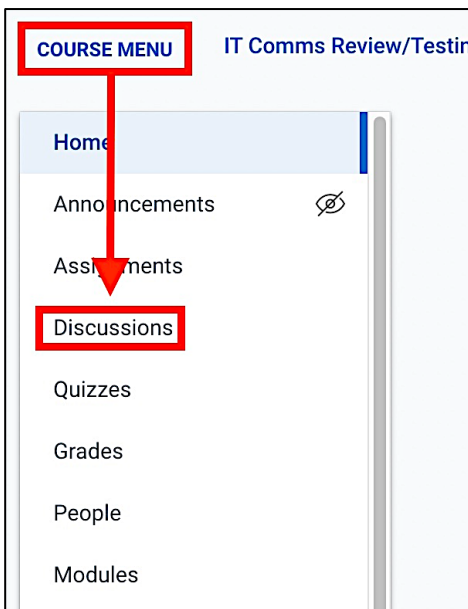 COURSE MENU IT Comms Review/Testin
Home
Announcements
Assignments
Discussions
Quizzes
Grades
People
Modules